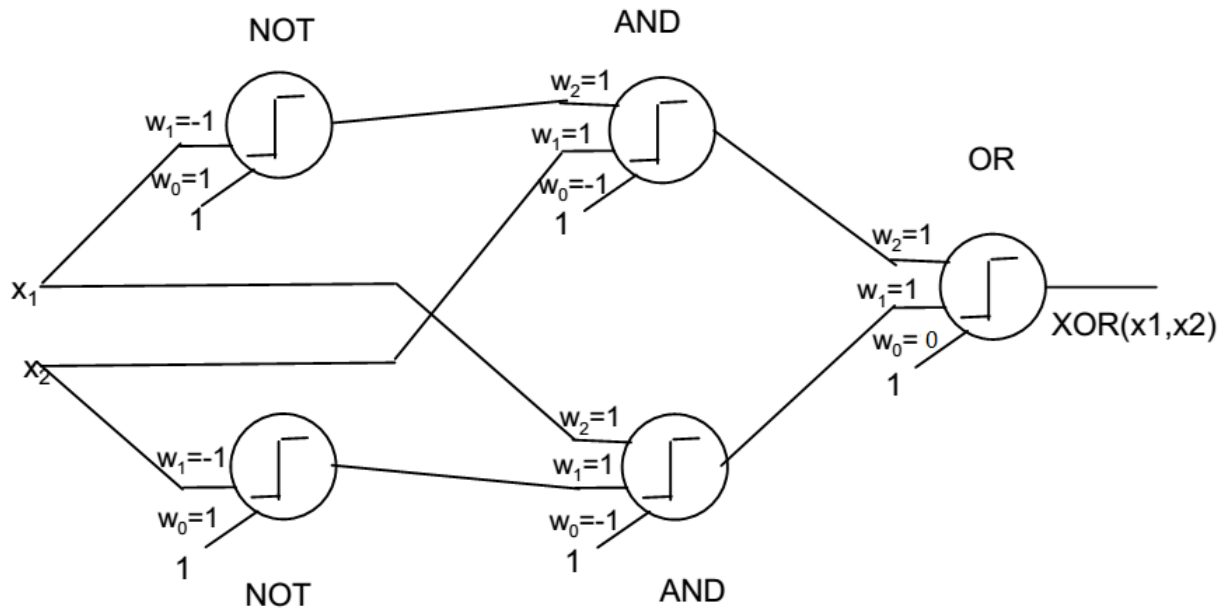 NOT
AND
w₂=1
w₁=-1
w₁=1
w₀=1
w₀=-1
1
1
OR
w₂=1
x₁
w₁=1
XOR(x1,x2)
w₀= 0
x₂
1
w₂=1
w₁=-1
w₁=1
w₀=1
w₀=-1
1
1
NOT
AND